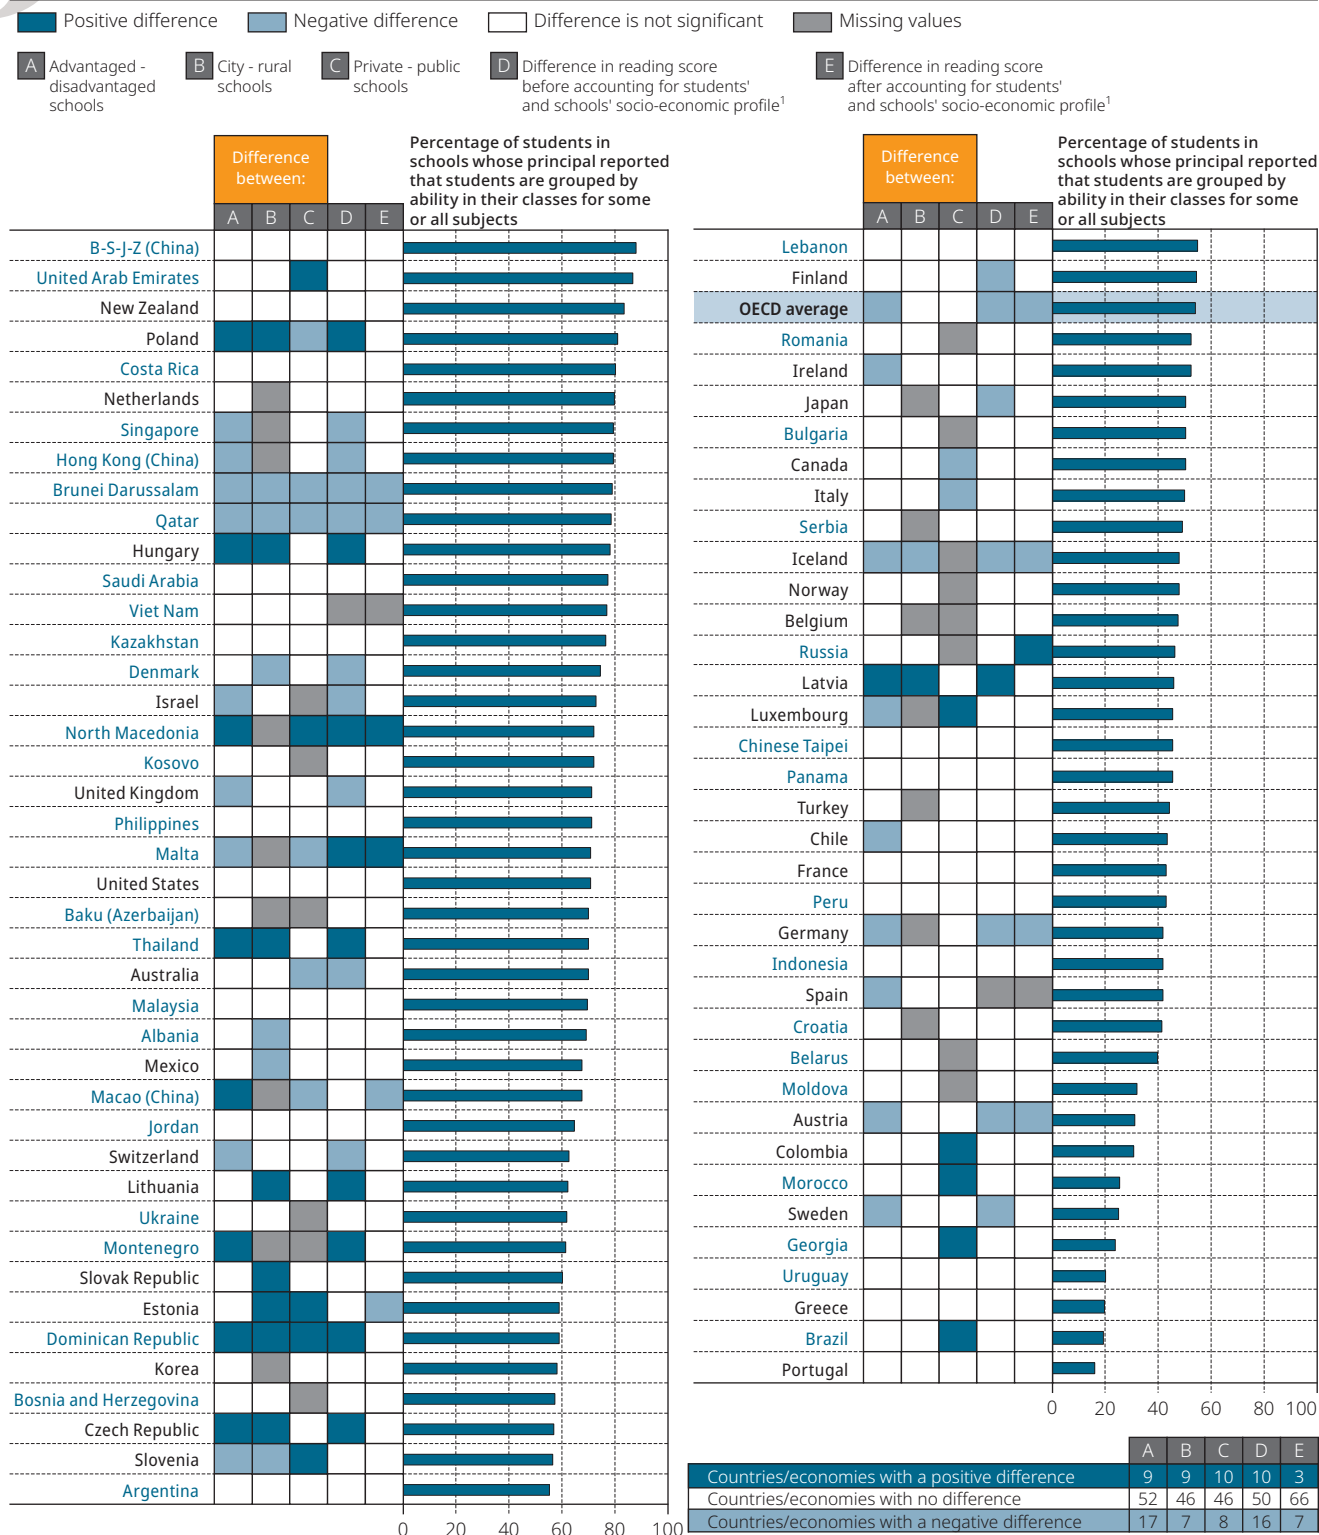 Positive difference
Negative difference
Difference is not significant
Missing values
A Advantaged -
disadvantaged
schools
B City - rural
schools
C Private - public
schools
D Difference in reading score
before accounting for students'
and schools' socio-economic profile1
E Difference in reading score
after accounting for students'
and schools' socio-economic profile1
Difference
between:
Percentage of students in
schools whose principal reported
that students are grouped by
ability in their classes for some
or all subjects
A B C D E
B-S-J-Z (China)
United Arab Emirates
New Zealand
Poland
Costa Rica
Netherlands
Singapore
Hong Kong (China)
Brunei Darussalam
Qatar
Hungary
Saudi Arabia
Viet Nam
Kazakhstan
Denmark
Israel
North Macedonia
Kosovo
United Kingdom
Philippines
Malta
United States
Baku (Azerbaijan)
Thailand
Australia
Malaysia
Albania
Mexico
Macao (China)
Jordan
Switzerland
Lithuania
Ukraine
Montenegro
Slovak Republic
Estonia
Dominican Republic
Korea
Bosnia and Herzegovina
Czech Republic
Slovenia
Argentina
0 20 40 60 80 100
Difference
between:
Percentage of students in
schools whose principal reported
that students are grouped by
ability in their classes for some
or all subjects
A B C D E
Lebanon
Finland
OECD average
Romania
Ireland
Japan
Bulgaria
Canada
Italy
Serbia
Iceland
Norway
Belgium
Russia
Latvia
Luxembourg
Chinese Taipei
Panama
Turkey
Chile
France
Peru
Germany
Indonesia
Spain
Croatia
Belarus
Moldova
Austria
Colombia
Morocco
Sweden
Georgia
Uruguay
Greece
Brazil
Portugal
0 20 40 60 80 100
A B C D E
Countries/economies with a positive difference 9 9 10 10 3
Countries/economies with no difference 52 46 46 50 66
Countries/economies with a negative difference 17 7 8 16 7